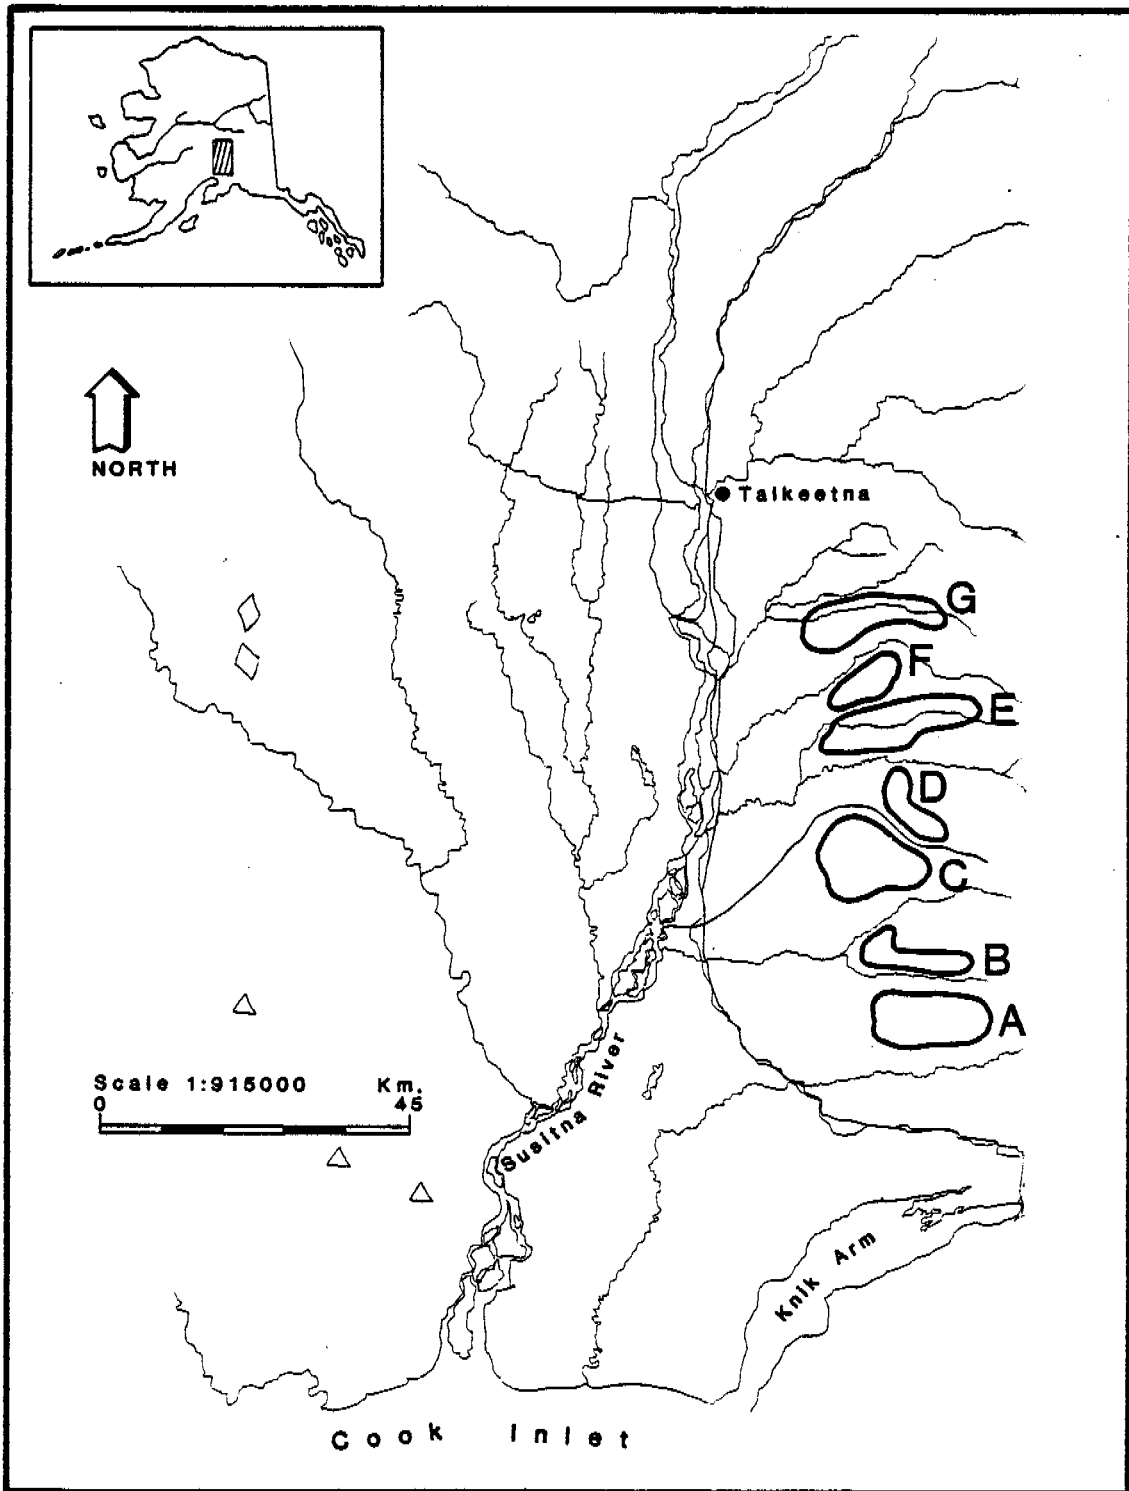 NORTH
Talkeetna
G
F
E
D
C
B
A
Scale 1:915000 Km.
0 45
Susitna River
Knik Arm
Cook Inlet